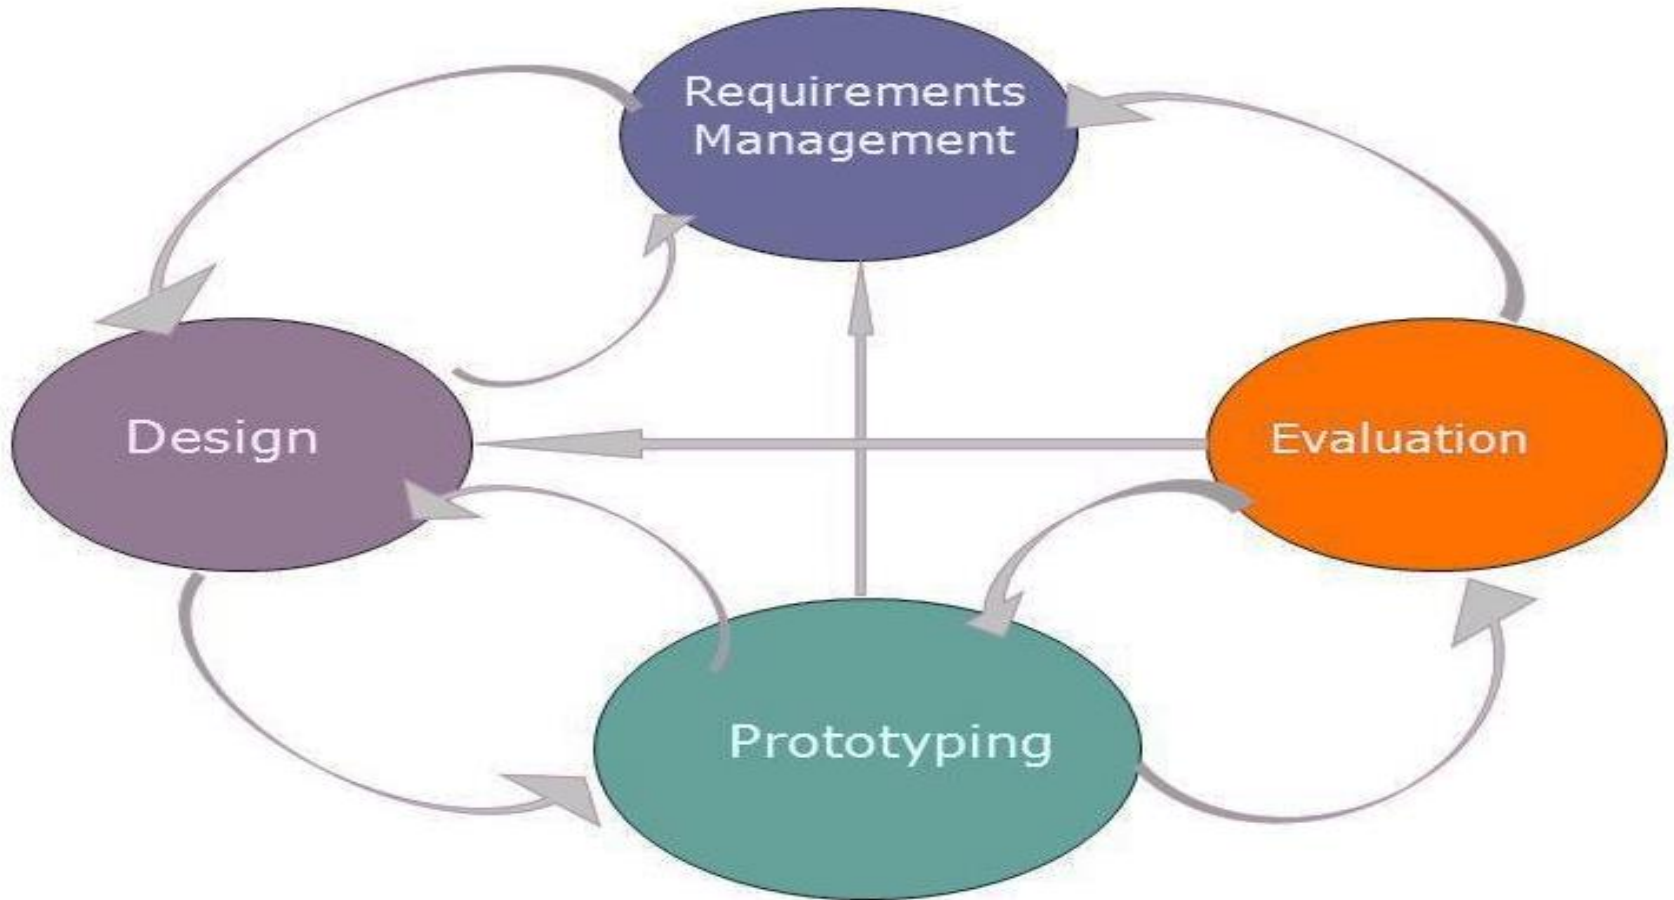 Requirements
Management
Design
Evaluation
Prototyping